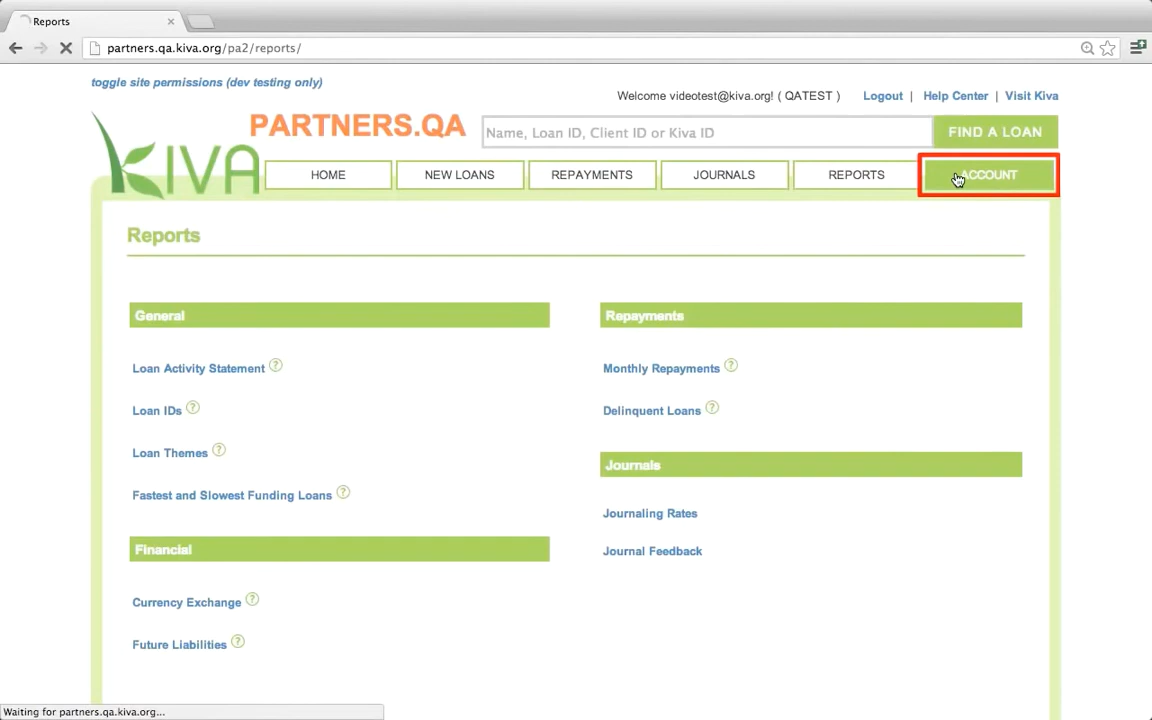 Reports
partners.qa.kiva.org/pa2/reports/
toggle site permissions (dev testing only)
Welcome videotest@kiva.org! ( QATEST ) Logout | Help Center | Visit Kiva
PARTNERS.QA
Name, Loan ID, Client ID or Kiva ID
FIND A LOAN
KIVA
HOME NEW LOANS REPAYMENTS JOURNALS REPORTS ACCOUNT
Reports
General
Loan Activity Statement ?
Loan IDs ?
Loan Themes ?
Fastest and Slowest Funding Loans ?
Financial
Currency Exchange ?
Future Liabilities ?
Repayments
Monthly Repayments ?
Delinquent Loans ?
Journals
Journaling Rates
Journal Feedback
Waiting for partners.qa.kiva.org...